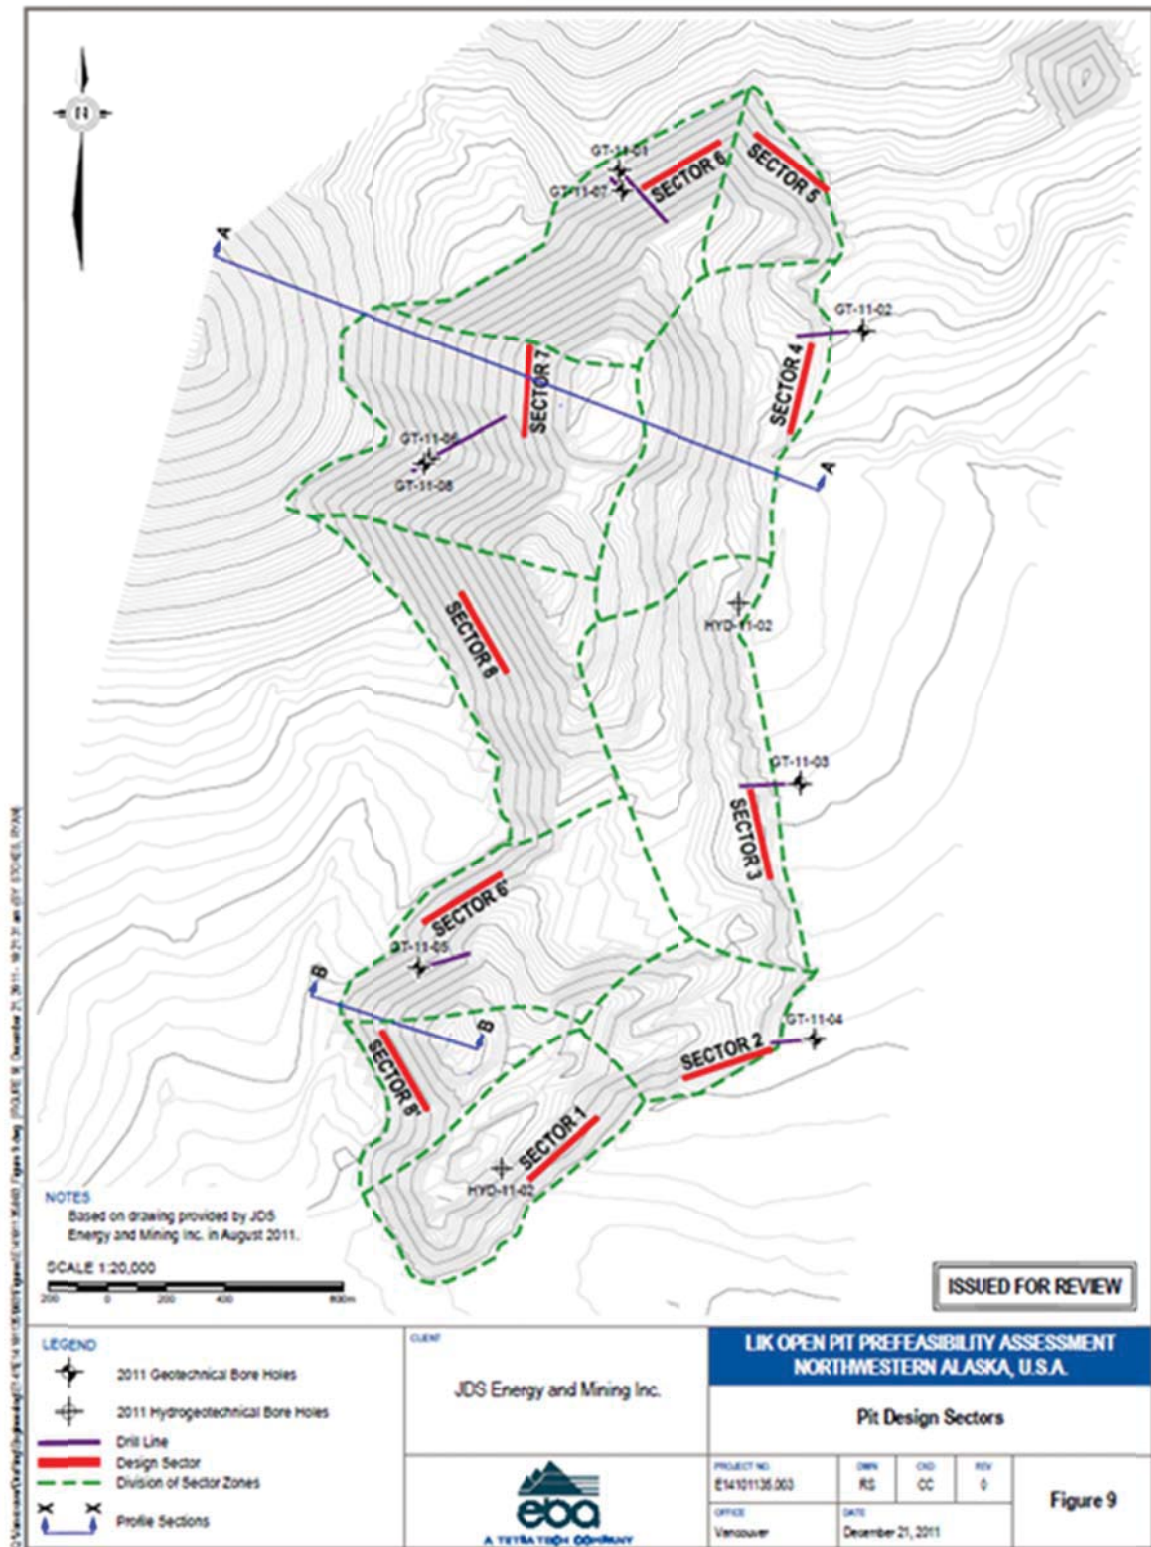 N
GT-11-01
GT-11-07
SECTOR 6
SECTOR 5
A
GT-11-02
SECTOR 4
SECTOR 7
GT-11-06
GT-11-08
A
HYD-11-02
SECTOR 8
GT-11-03
SECTOR 3
SECTOR 6'
GT-11-05
B
B
GT-11-04
SECTOR 2
SECTOR 8'
SECTOR 1
HYD-11-02
NOTES
Based on drawing provided by JDS
Energy and Mining Inc. in August 2011.
SCALE 1:20,000
200 0 200 400 800m
ISSUED FOR REVIEW
LEGEND
2011 Geotechnical Bore Holes
2011 Hydrogeotechnical Bore Holes
Drill Line
Design Sector
Division of Sector Zones
X X
Profile Sections
CLIENT
JDS Energy and Mining Inc.
eba
A TETRA TECH COMPANY
LIK OPEN PIT PREFEASIBILITY ASSESSMENT
NORTHWESTERN ALASKA, U.S.A.
Pit Design Sectors
PROJECT NO. DWN CKD REV
E14101135.003 RS CC 0
OFFICE DATE
Vancouver December 21, 2011
Figure 9